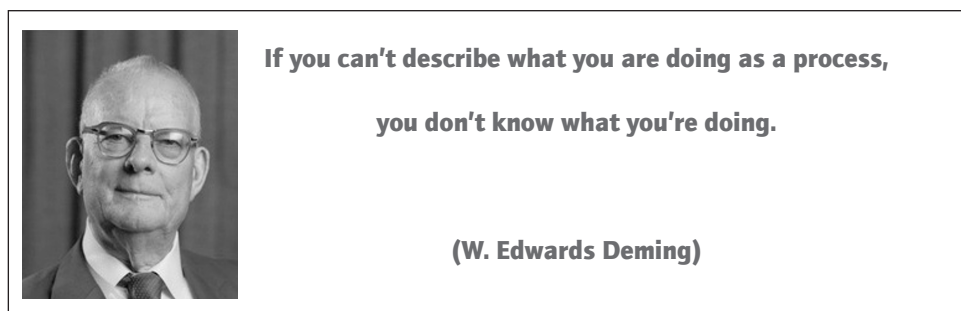 If you can't describe what you are doing as a process,
you don't know what you're doing.
(W. Edwards Deming)